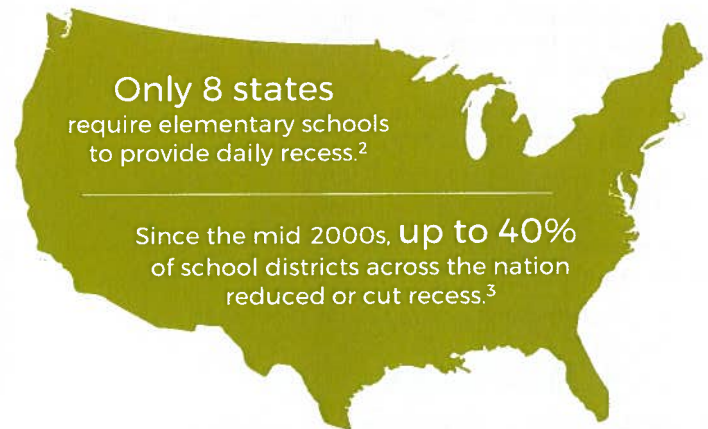 Only 8 states
require elementary schools
to provide daily recess.²
Since the mid 2000s, up to 40%
of school districts across the nation
reduced or cut recess.³